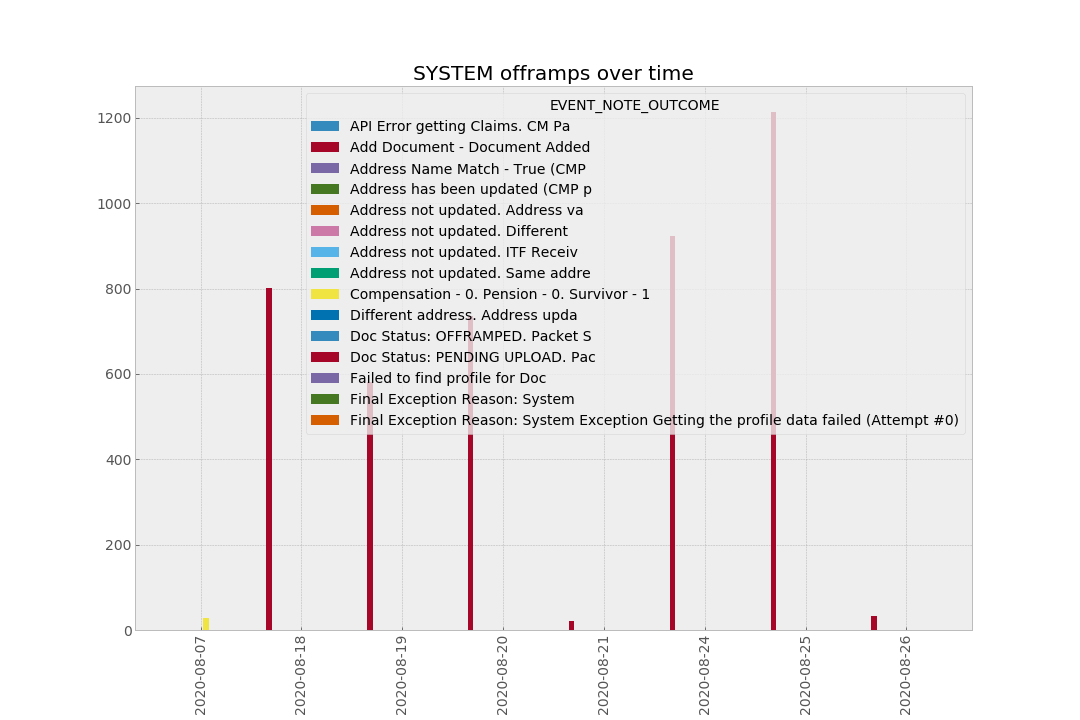 SYSTEM offramps over time
EVENT_NOTE_OUTCOME
API Error getting Claims. CM Pa
Add Document - Document Added
Address Name Match - True (CMP
Address has been updated (CMP p
Address not updated. Address va
Address not updated. Different
Address not updated. ITF Receiv
Address not updated. Same addre
Compensation - 0. Pension - 0. Survivor - 1
Different address. Address upda
Doc Status: OFFRAMPED. Packet S
Doc Status: PENDING UPLOAD. Pac
Failed to find profile for Doc
Final Exception Reason: System
Final Exception Reason: System Exception Getting the profile data failed (Attempt #0)
1200
1000
800
600
400
200
0
2020-08-07
2020-08-18
2020-08-19
2020-08-20
2020-08-21
2020-08-24
2020-08-25
2020-08-26